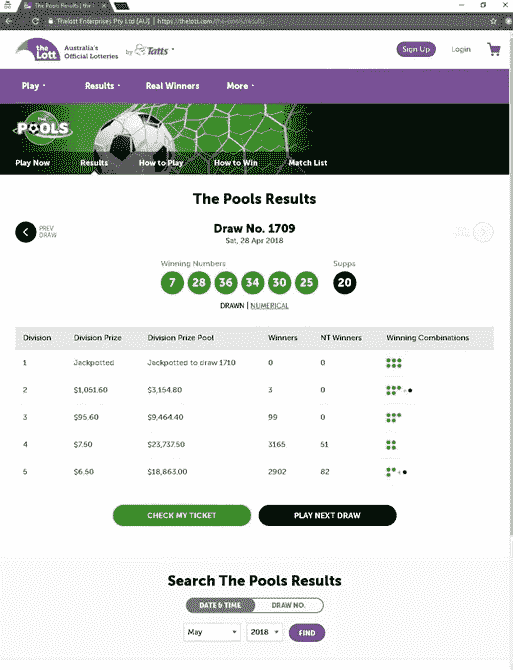 The Pools Results | the
Thelott Enterprises Pty Ltd [AU] | https://thelott.com/the-pools/results
the Lott
Australia's Official Lotteries
by Tatts
Sign Up
Login
Play
Results
Real Winners
More
THE POOLS
Play Now
Results
How to Play
How to Win
Match List
The Pools Results
PREV DRAW
Draw No. 1709
Sat, 28 Apr 2018
Winning Numbers
Supps
7 28 36 34 30 25 20
DRAWN | NUMERICAL
Division Division Prize Division Prize Pool Winners NT Winners Winning Combinations
1 Jackpotted Jackpotted to draw 1710 0 0
2 $1,051.60 $3,154.80 3 0
3 $95.60 $9,464.40 99 0
4 $7.50 $23,737.50 3165 51
5 $6.50 $18,863.00 2902 82
CHECK MY TICKET
PLAY NEXT DRAW
Search The Pools Results
DATE & TIME
DRAW NO.
May
2018
FIND